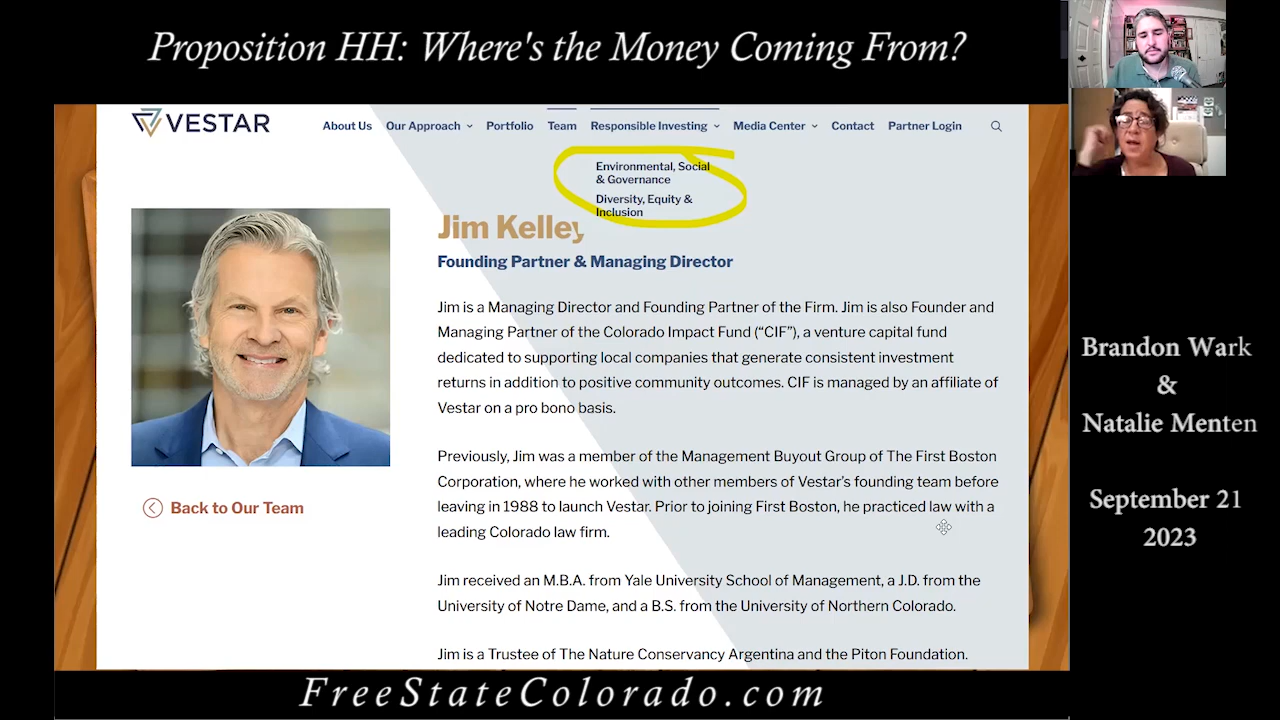 Proposition HH: Where's the Money Coming From?
VESTAR
About Us Our Approach Portfolio Team Responsible Investing Media Center Contact Partner Login
Environmental, Social
& Governance
Diversity, Equity &
Inclusion
Jim Kelley
Founding Partner & Managing Director
Jim is a Managing Director and Founding Partner of the Firm. Jim is also Founder and
Managing Partner of the Colorado Impact Fund (“CIF”), a venture capital fund
dedicated to supporting local companies that generate consistent investment
returns in addition to positive community outcomes. CIF is managed by an affiliate of
Vestar on a pro bono basis.
Previously, Jim was a member of the Management Buyout Group of The First Boston
Corporation, where he worked with other members of Vestar’s founding team before
leaving in 1988 to launch Vestar. Prior to joining First Boston, he practiced law with a
leading Colorado law firm.
Jim received an M.B.A. from Yale University School of Management, a J.D. from the
University of Notre Dame, and a B.S. from the University of Northern Colorado.
Jim is a Trustee of The Nature Conservancy Argentina and the Piton Foundation.
Back to Our Team
Brandon Wark
&
Natalie Menten
September 21
2023
FreeStateColorado.com